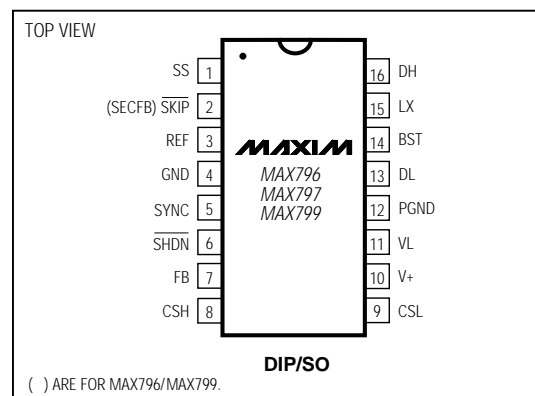 TOP VIEW
SS 1
(SECFB) SKIP 2
REF 3
GND 4
SYNC 5
SHDN 6
FB 7
CSH 8
MAXIM
MAX796
MAX797
MAX799
16 DH
15 LX
14 BST
13 DL
12 PGND
11 VL
10 V+
9 CSL
DIP/SO
( ) ARE FOR MAX796/MAX799.